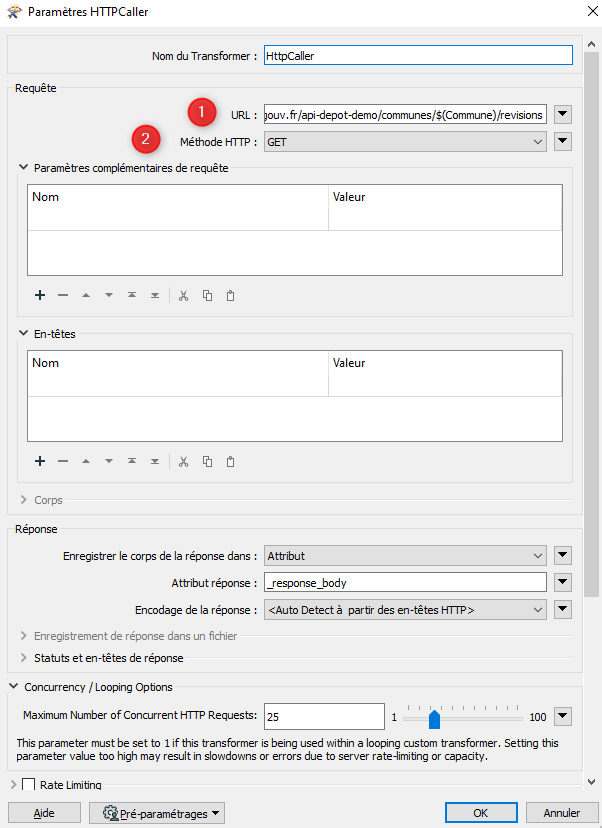 Paramètres HTTPCaller
Nom du Transformer : HttpCaller
Requête
1 URL : gouv.fr/api-depot-demo/communes/$(Commune)/revisions
2 Méthode HTTP : GET
Paramètres complémentaires de requête
Nom Valeur
En-têtes
Nom Valeur
Corps
Réponse
Enregistrer le corps de la réponse dans : Attribut
Attribut réponse : _response_body
Encodage de la réponse : <Auto Detect à partir des en-têtes HTTP>
Enregistrement de réponse dans un fichier
Statuts et en-têtes de réponse
Concurrency / Looping Options
Maximum Number of Concurrent HTTP Requests: 25 1 100
This parameter must be set to 1 if this transformer is being used within a looping custom transformer. Setting this
parameter value too high may result in slowdowns or errors due to server rate-limiting or capacity.
Rate Limiting
Aide Pré-paramétrages OK Annuler